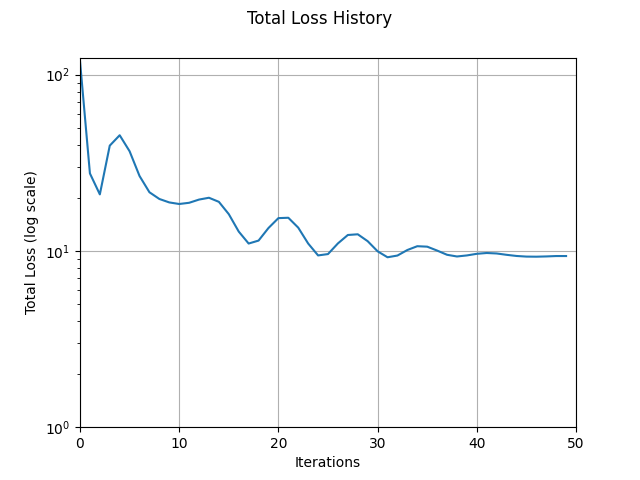 Total Loss History
Total Loss (log scale)
10²
10¹
10⁰
0 10 20 30 40 50
Iterations